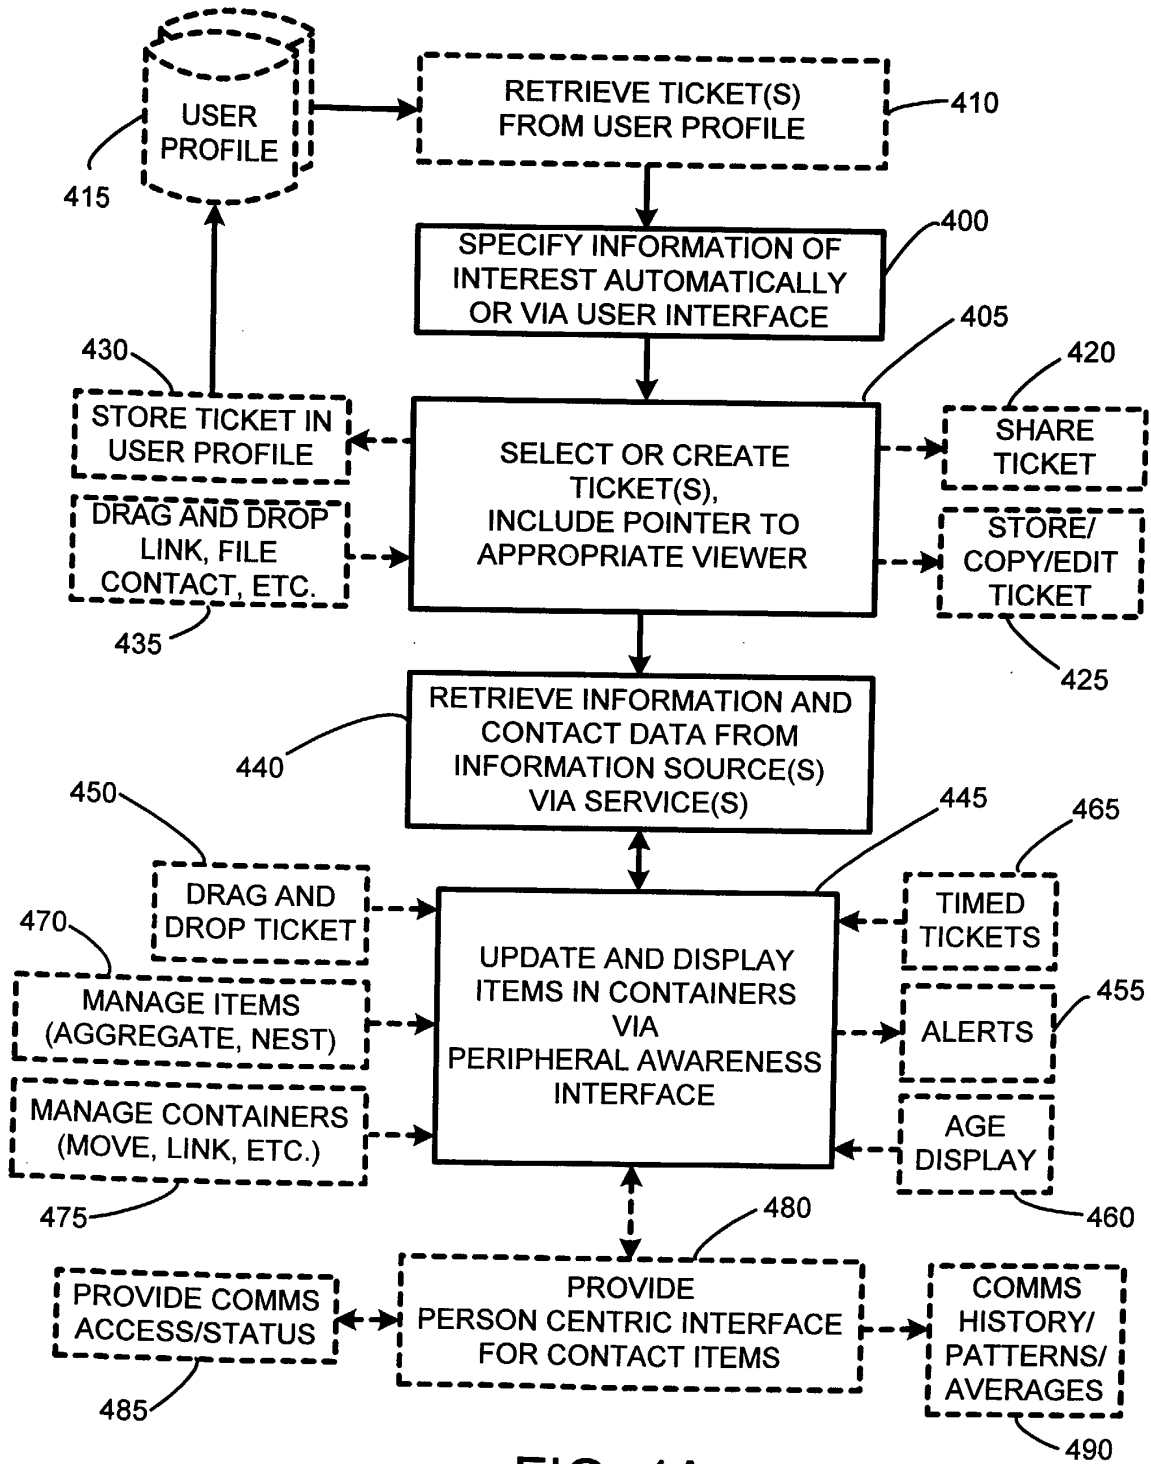 USER
PROFILE
415
RETRIEVE TICKET(S)
FROM USER PROFILE
410
SPECIFY INFORMATION OF
INTEREST AUTOMATICALLY
OR VIA USER INTERFACE
400
405
430
STORE TICKET IN
USER PROFILE
DRAG AND DROP
LINK, FILE
CONTACT, ETC.
435
SELECT OR CREATE
TICKET(S),
INCLUDE POINTER TO
APPROPRIATE VIEWER
420
SHARE
TICKET
STORE/
COPY/EDIT
TICKET
425
RETRIEVE INFORMATION AND
CONTACT DATA FROM
INFORMATION SOURCE(S)
VIA SERVICE(S)
440
450
DRAG AND
DROP TICKET
470
MANAGE ITEMS
(AGGREGATE, NEST)
MANAGE CONTAINERS
(MOVE, LINK, ETC.)
475
445
UPDATE AND DISPLAY
ITEMS IN CONTAINERS
VIA
PERIPHERAL AWARENESS
INTERFACE
465
TIMED
TICKETS
455
ALERTS
AGE
DISPLAY
460
480
PROVIDE COMMS
ACCESS/STATUS
485
PROVIDE
PERSON CENTRIC INTERFACE
FOR CONTACT ITEMS
COMMS
HISTORY/
PATTERNS/
AVERAGES
490